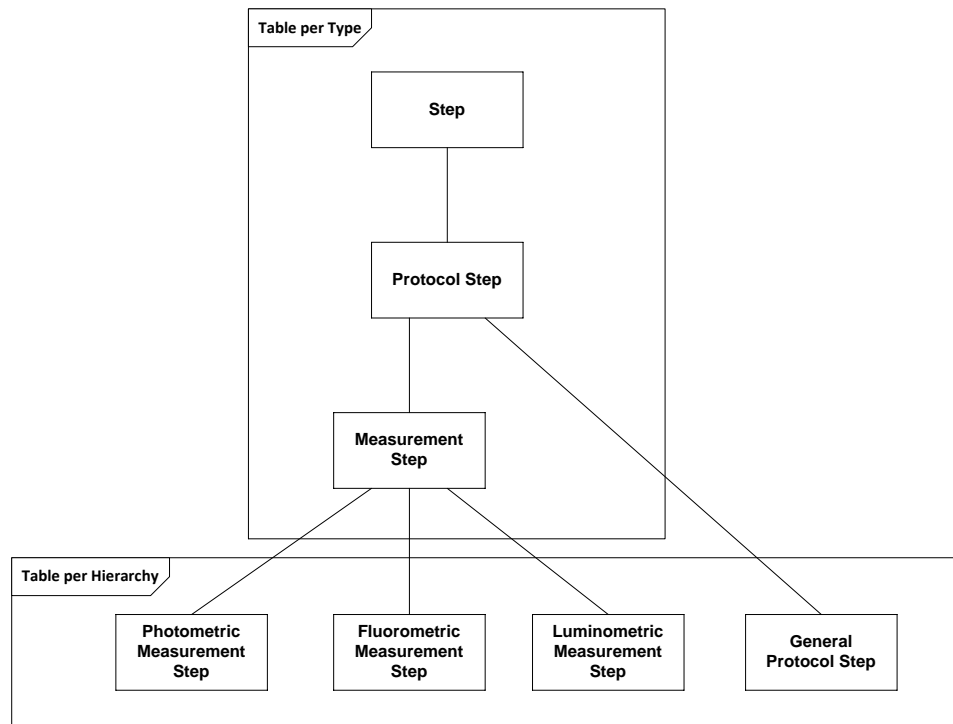 Table per Type
Step
Protocol Step
Measurement
Step
Table per Hierarchy
Photometric
Measurement
Step
Fluorometric
Measurement
Step
Luminometric
Measurement
Step
General
Protocol Step